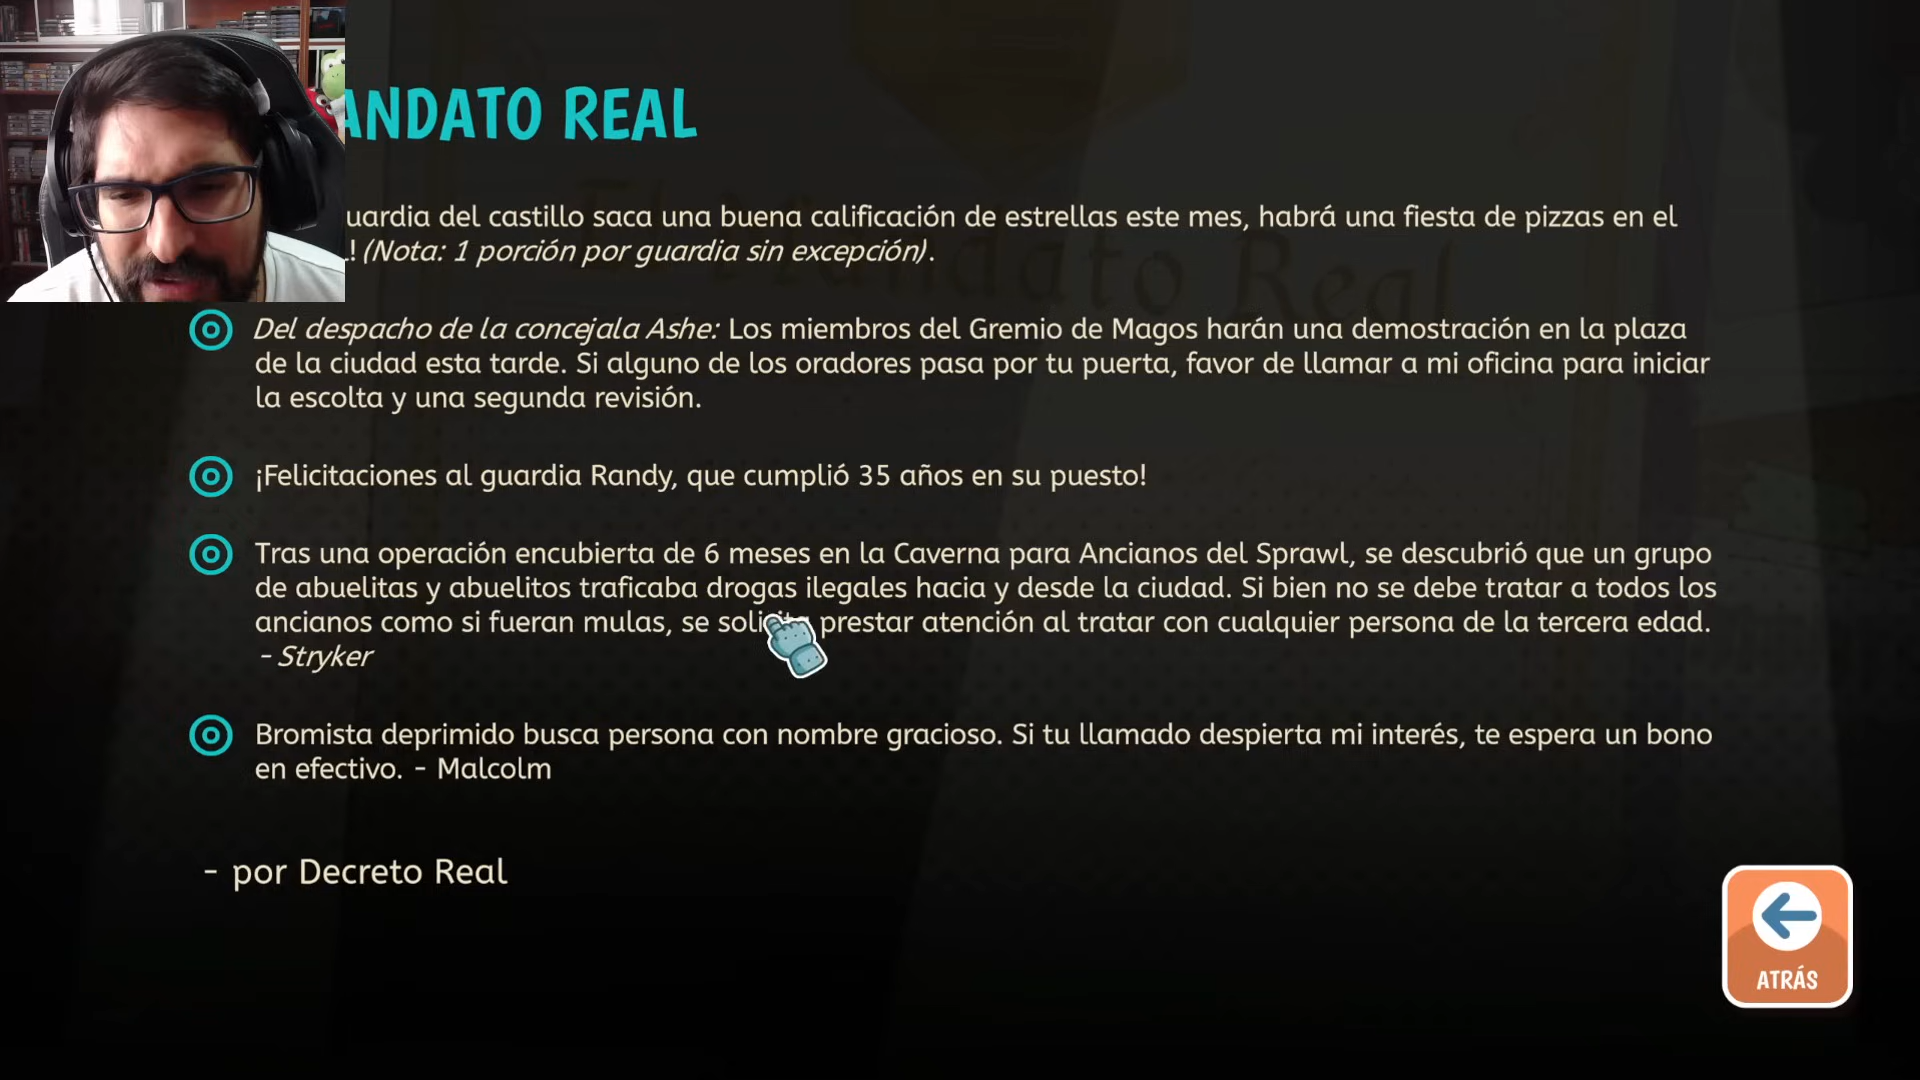 ANDATO REAL
uardia del castillo saca una buena calificación de estrellas este mes, habrá una fiesta de pizzas en el
! (Nota: 1 porción por guardia sin excepción).
Del despacho de la concejala Ashe: Los miembros del Gremio de Magos harán una demostración en la plaza
de la ciudad esta tarde. Si alguno de los oradores pasa por tu puerta, favor de llamar a mi oficina para iniciar
la escolta y una segunda revisión.
¡Felicitaciones al guardia Randy, que cumplió 35 años en su puesto!
Tras una operación encubierta de 6 meses en la Caverna para Ancianos del Sprawl, se descubrió que un grupo
de abuelitas y abuelitos traficaba drogas ilegales hacia y desde la ciudad. Si bien no se debe tratar a todos los
ancianos como si fueran mulas, se solicita prestar atención al tratar con cualquier persona de la tercera edad.
- Stryker
Bromista deprimido busca persona con nombre gracioso. Si tu llamado despierta mi interés, te espera un bono
en efectivo. - Malcolm
- por Decreto Real
ATRÁS
El Mandato Real